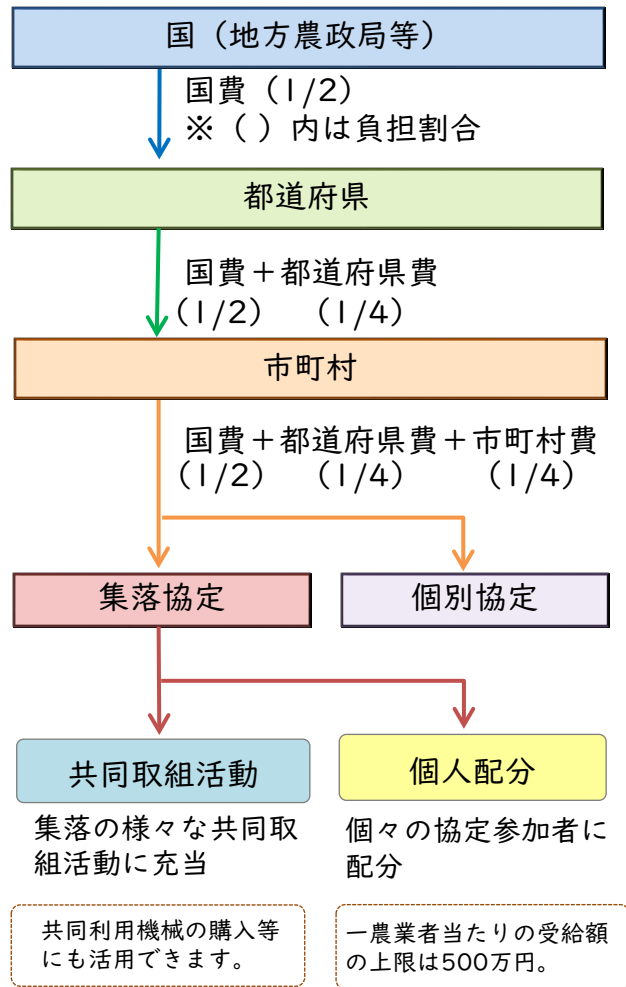 国（地方農政局等）
国費（1/2）
※（ ）内は負担割合
都道府県
国費＋都道府県費
（1/2） （1/4）
市町村
国費＋都道府県費＋市町村費
（1/2） （1/4） （1/4）
集落協定
個別協定
共同取組活動
個人配分
集落の様々な共同取
組活動に充当
個々の協定参加者に
配分
共同利用機械の購入等
にも活用できます。
一農業者当たりの受給額
の上限は500万円。